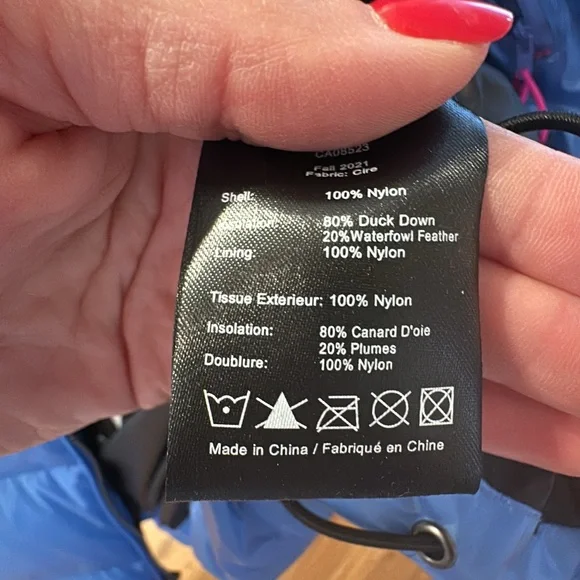 CA08523
Fall 2021
Fabric: Cire
Shell: 100% Nylon
80% Duck Down
20%Waterfowl Feather
Lining: 100% Nylon
Tissue Exterieur: 100% Nylon
Insolation: 80% Canard D'oie
20% Plumes
Doublure: 100% Nylon
Made in China / Fabriqué en Chine